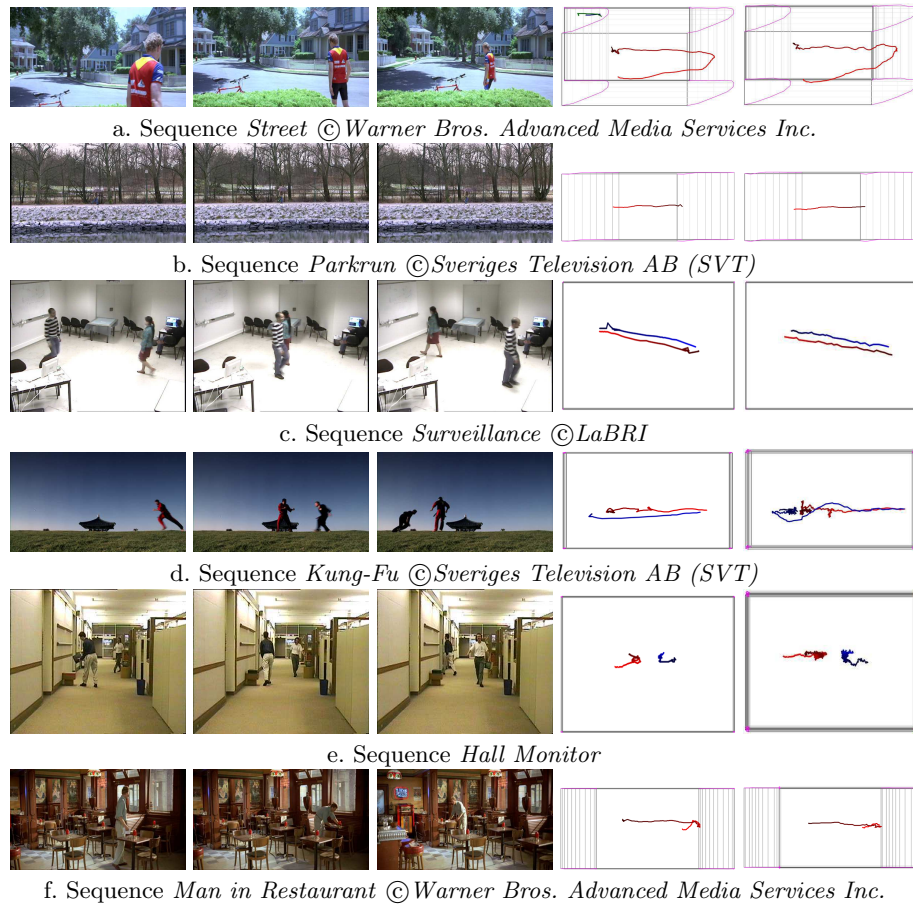 a. Sequence Street ©Warner Bros. Advanced Media Services Inc.
b. Sequence Parkrun ©Sveriges Television AB (SVT)
c. Sequence Surveillance ©LaBRI
d. Sequence Kung-Fu ©Sveriges Television AB (SVT)
e. Sequence Hall Monitor
f. Sequence Man in Restaurant ©Warner Bros. Advanced Media Services Inc.